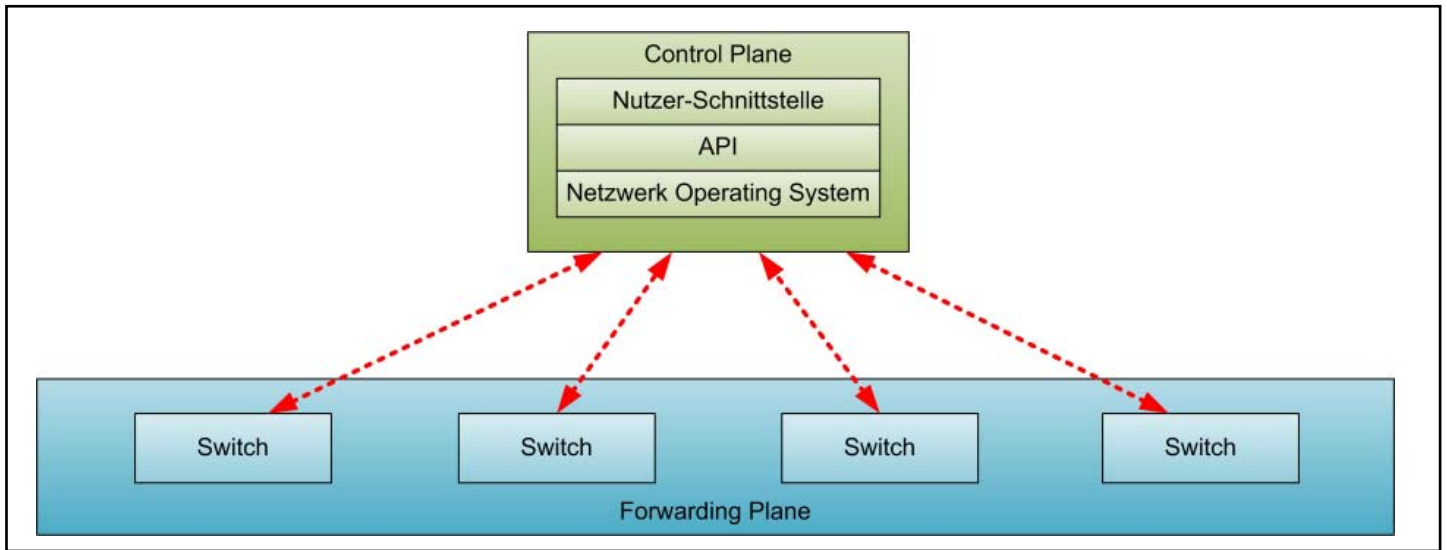 Control Plane
Nutzer-Schnittstelle
API
Netzwerk Operating System
Switch
Switch
Switch
Switch
Forwarding Plane